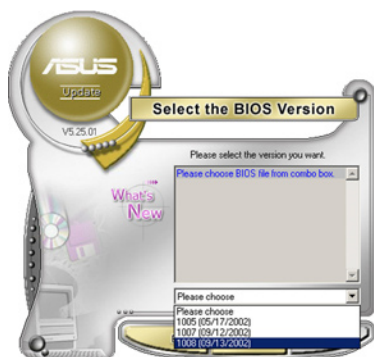 ASUS
Update
V5.25.01
Select the BIOS Version
Please select the version you want.
Please choose BIOS file from combo box.
What's
New
Please choose
Please choose
1005 (05/17/2002)
1007 (09/12/2002)
1008 (09/13/2002)